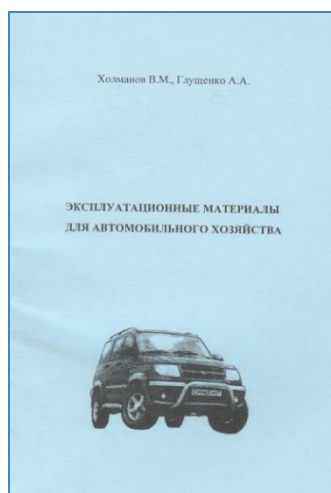 Холманов В.М., Глущенко А.А.
ЭКСПЛУАТАЦИОННЫЕ МАТЕРИАЛЫ
ДЛЯ АВТОМОБИЛЬНОГО ХОЗЯЙСТВА